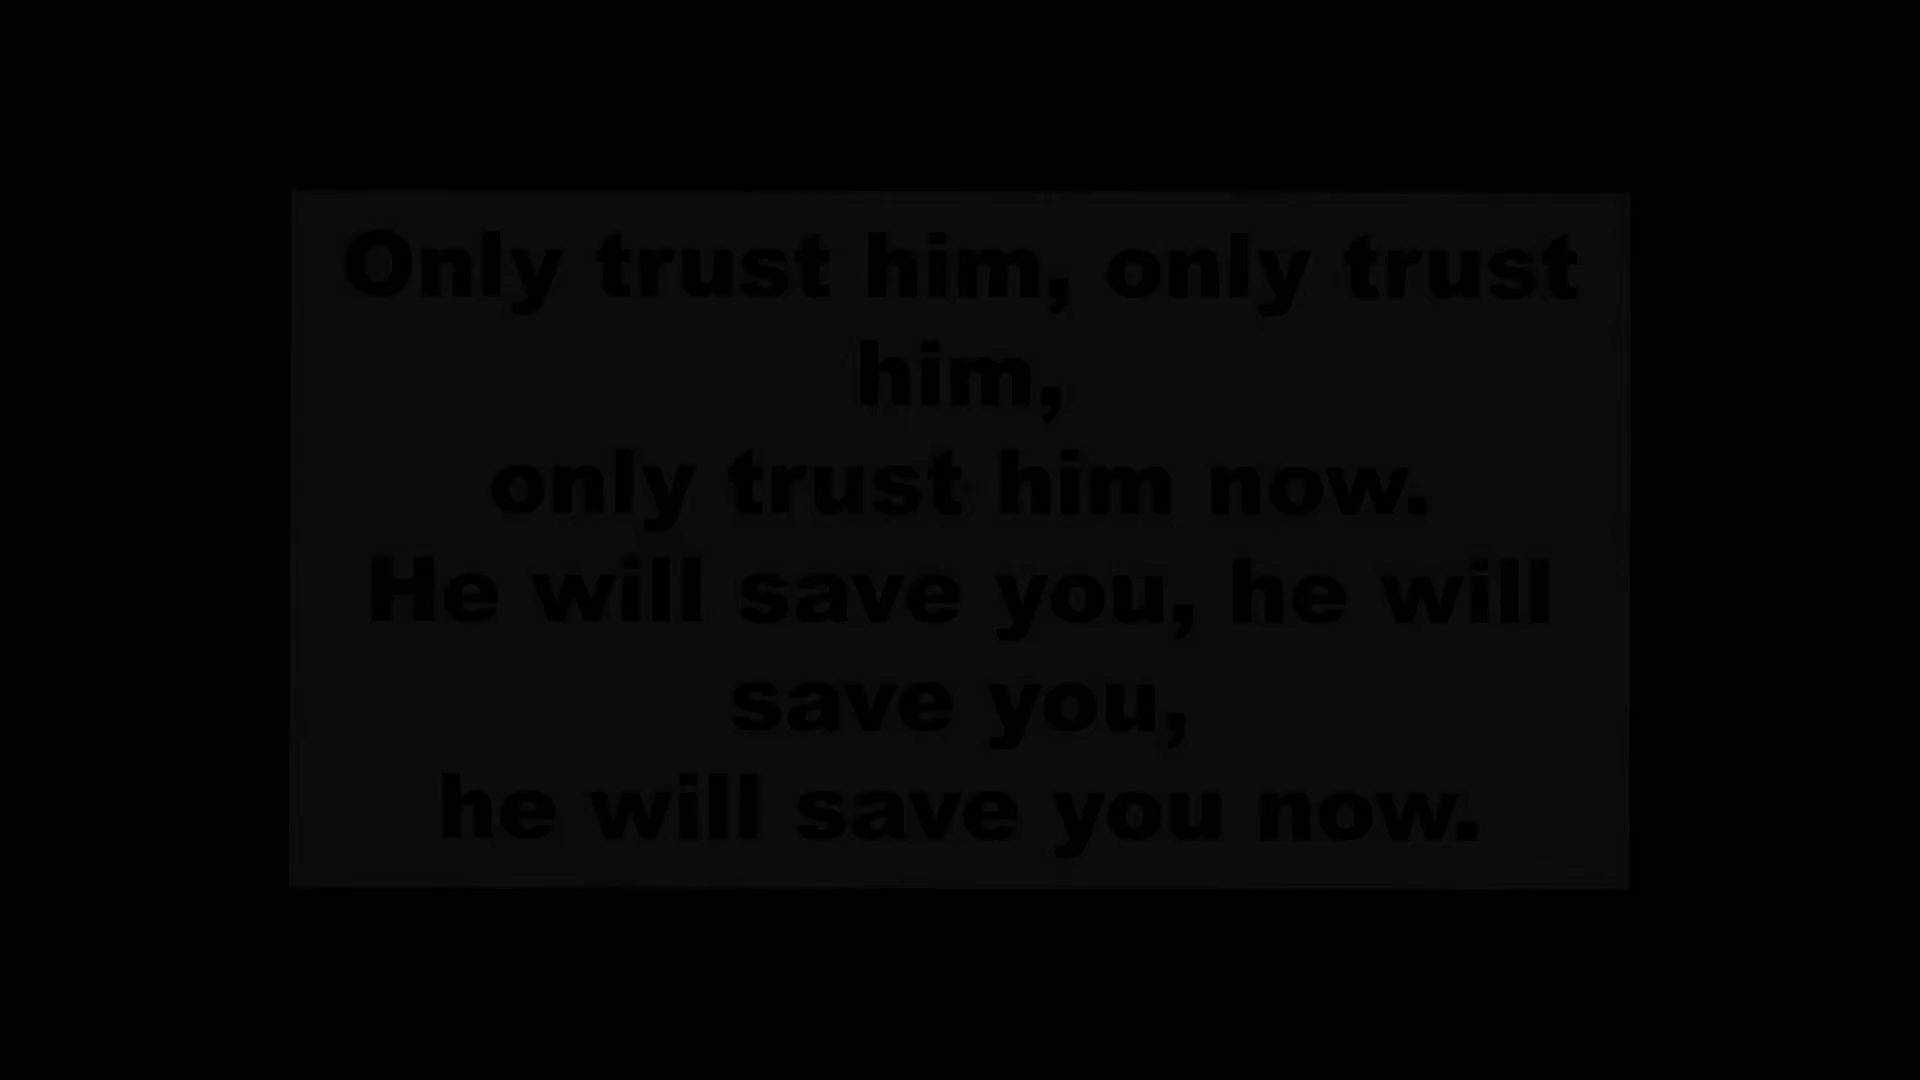 Only trust him, only trust
him,
only trust him now.
He will save you, he will
save you,
he will save you now.